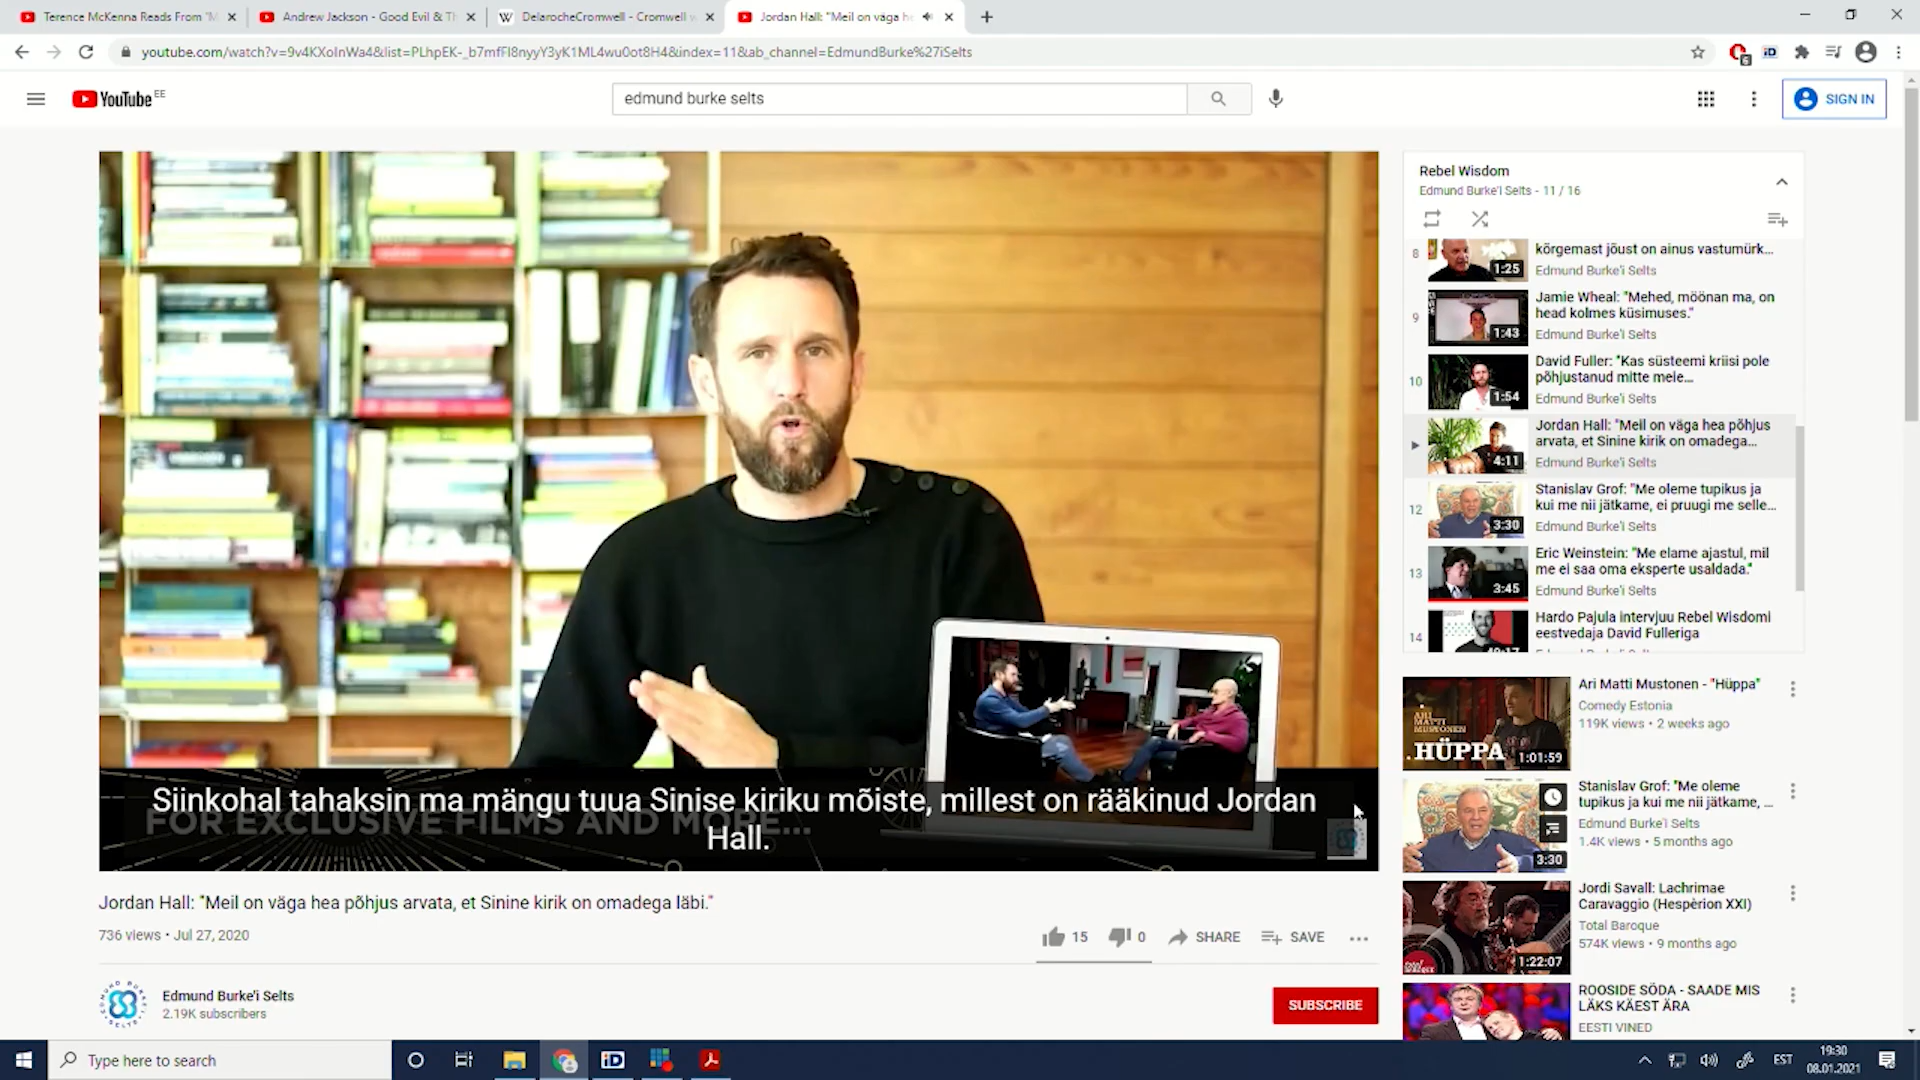 Terence McKenna Reads From "M
Andrew Jackson - Good Evil & Th
DelarocheCromwell - Cromwell w
Jordan Hall: "Meil on väga he
youtube.com/watch?v=9v4KXolnWa4&list=PLhpEK-_b7mfFl8nyyY3yK1ML4wu0ot8H4&index=11&ab_channel=EdmundBurke%27iSelts
YouTube EE
edmund burke selts
SIGN IN
Rebel Wisdom
Edmund Burke'i Selts - 11 / 16
8
1:25
kõrgemast jõust on ainus vastumürk...
Edmund Burke'i Selts
9
1:43
Jamie Wheal: "Mehed, möönan ma, on
head kolmes küsimuses."
Edmund Burke'i Selts
10
1:54
David Fuller: "Kas süsteemi kriisi pole
põhjustanud mitte meie...
Edmund Burke'i Selts
4:11
Jordan Hall: "Meil on väga hea põhjus
arvata, et Sinine kirik on omadega...
Edmund Burke'i Selts
12
3:30
Stanislav Grof: "Me oleme tupikus ja
kui me nii jätkame, ei pruugi me selle...
Edmund Burke'i Selts
13
3:45
Eric Weinstein: "Me elame ajastul, mil
me ei saa oma eksperte usaldada."
Edmund Burke'i Selts
14
Hardo Pajula intervjuu Rebel Wisdomi
eestvedaja David Fulleriga
Siinkohal tahaksin ma mängu tuua Sinise kiriku mõiste, millest on rääkinud Jordan
Hall.
FOR EXCLUSIVE FILMS AND MORE...
Jordan Hall: "Meil on väga hea põhjus arvata, et Sinine kirik on omadega läbi."
736 views • Jul 27, 2020
15
0
SHARE
SAVE
EDMUND BURKE SELTS
Edmund Burke'i Selts
2.19K subscribers
SUBSCRIBE
ARI
MATTI
MUSTONEN
HÜPPA
1:01:59
Ari Matti Mustonen - "Hüppa"
Comedy Estonia
119K views • 2 weeks ago
3:30
Stanislav Grof: "Me oleme
tupikus ja kui me nii jätkame, ...
Edmund Burke'i Selts
1.4K views • 5 months ago
1:22:07
Jordi Savall: Lachrimae
Caravaggio (Hespèrion XXI)
Total Baroque
574K views • 9 months ago
ROOSIDE SÕDA - SAADE MIS
LÄKS KÄEST ÄRA
EESTI VINED
Type here to search
EST
19:30
08.01.2021